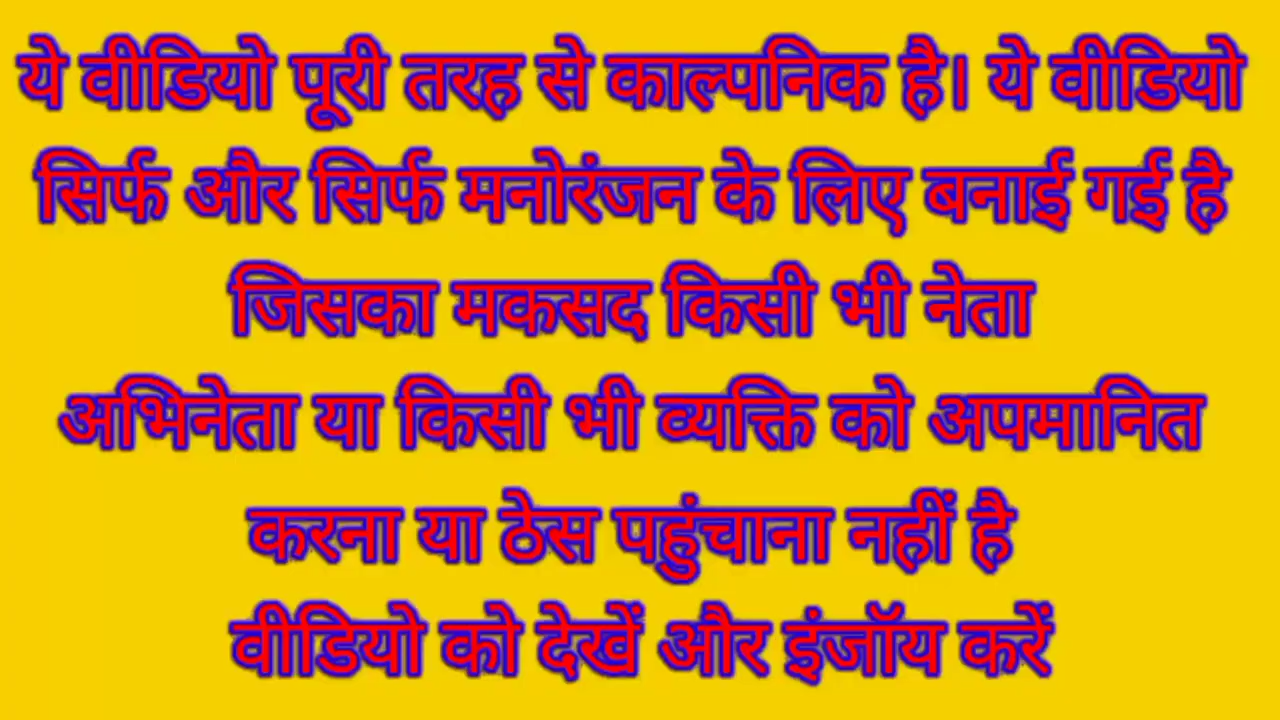 ये वीडियो पूरी तरह से काल्पनिक है। ये वीडियो
सिर्फ और सिर्फ मनोरंजन के लिए बनाई गई है
जिसका मकसद किसी भी नेता
अभिनेता या किसी भी व्यक्ति को अपमानित
करना या ठेस पहुंचाना नहीं है
वीडियो को देखें और इंजॉय करें